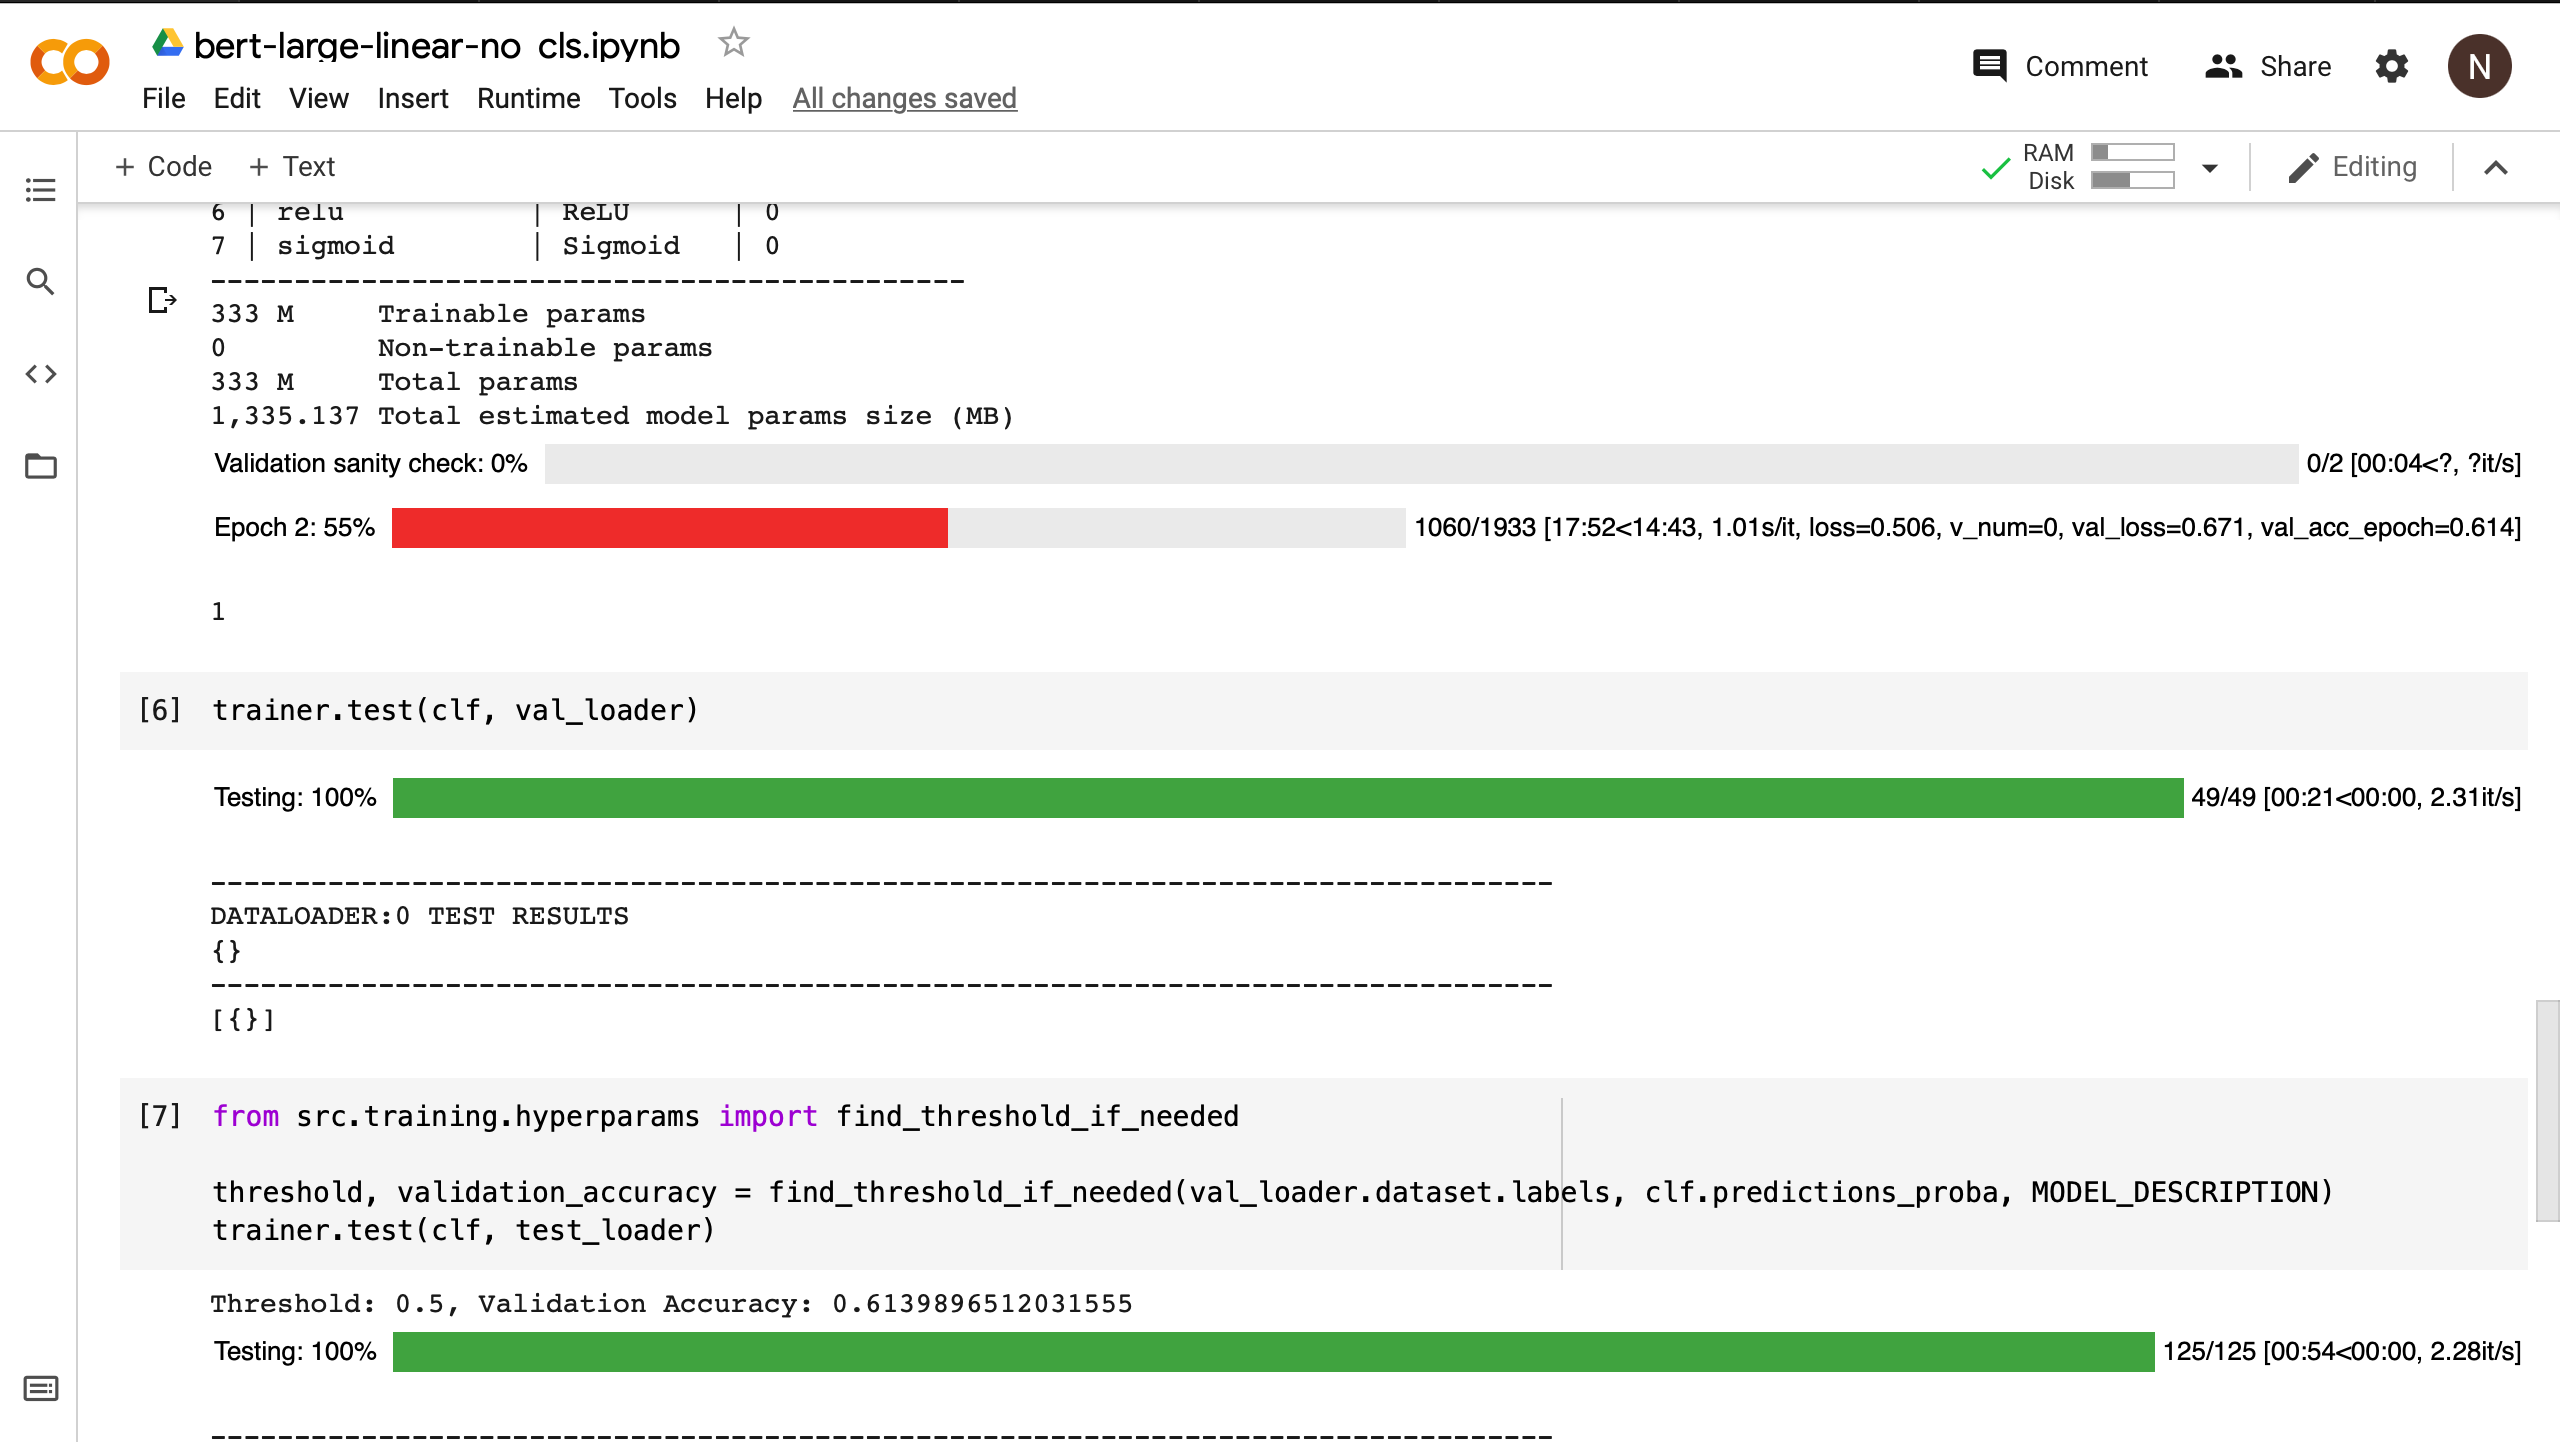 bert-large-linear-no_cls.ipynb
File Edit View Insert Runtime Tools Help All changes saved
Comment Share N
+ Code + Text
RAM
Disk
Editing
6 | relu | ReLU | 0
7 | sigmoid | Sigmoid | 0
---------------------------------------------
333 M Trainable params
0 Non-trainable params
333 M Total params
1,335.137 Total estimated model params size (MB)
Validation sanity check: 0% 0/2 [00:04<?, ?it/s]
Epoch 2: 55% 1060/1933 [17:52<14:43, 1.01s/it, loss=0.506, v_num=0, val_loss=0.671, val_acc_epoch=0.614]
1
[6] trainer.test(clf, val_loader)
Testing: 100% 49/49 [00:21<00:00, 2.31it/s]
--------------------------------------------------------------------------------
DATALOADER:0 TEST RESULTS
{}
--------------------------------------------------------------------------------
[{}]
[7] from src.training.hyperparams import find_threshold_if_needed
threshold, validation_accuracy = find_threshold_if_needed(val_loader.dataset.labels, clf.predictions_proba, MODEL_DESCRIPTION)
trainer.test(clf, test_loader)
Threshold: 0.5, Validation Accuracy: 0.6139896512031555
Testing: 100% 125/125 [00:54<00:00, 2.28it/s]
--------------------------------------------------------------------------------